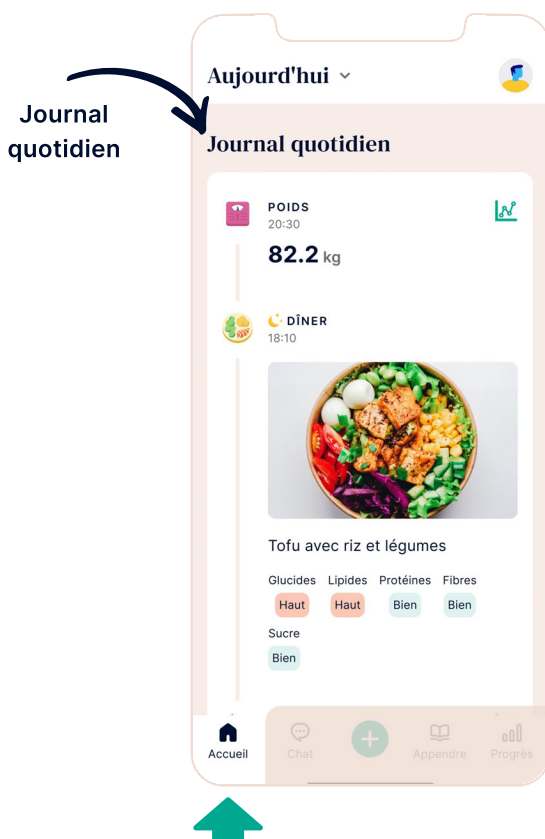 Aujourd'hui
Journal
quotidien
Journal quotidien
POIDS
20:30
82.2 kg
DÎNER
18:10
Tofu avec riz et légumes
Glucides Lipides Protéines Fibres
Haut Haut Bien Bien
Sucre
Bien
Accueil Chat Appendre Progrès